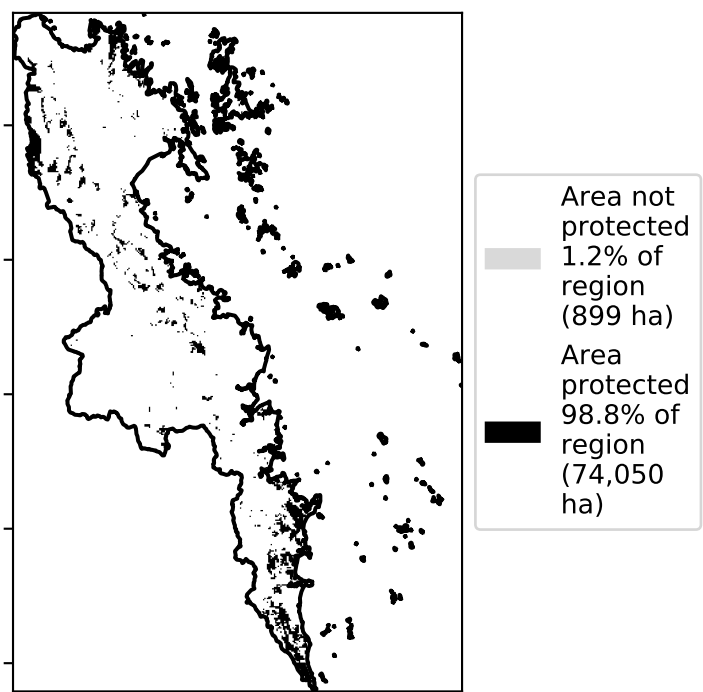 Area not
protected
1.2% of
region
(899 ha)
Area
protected
98.8% of
region
(74,050
ha)